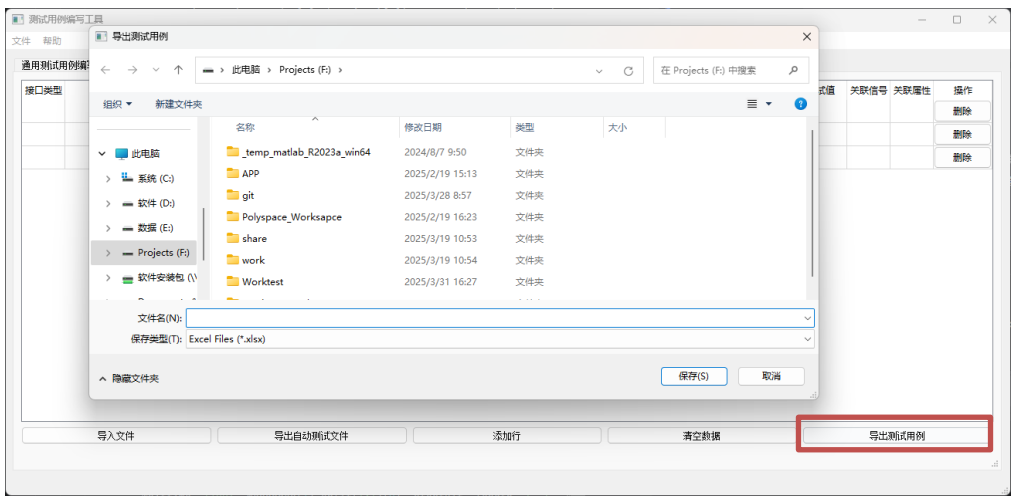 测试用例编写工具
文件 帮助
导出测试用例
通用测试用例编
此电脑 > Projects (F:) >
在 Projects (F:) 中搜索
接口类型
试值 关联信号 关联属性 操作
组织 新建文件夹
删除
名称 修改日期 类型 大小
删除
此电脑
_temp_matlab_R2023a_win64 2024/8/7 9:50 文件夹
删除
系统 (C:)
APP 2025/2/19 15:13 文件夹
git 2025/3/28 8:57 文件夹
软件 (D:)
Polyspace_Worksapce 2025/2/19 16:23 文件夹
数据 (E:)
share 2025/3/19 10:53 文件夹
Projects (F:)
work 2025/3/19 10:54 文件夹
软件安装包 (\\
Worktest 2025/3/31 16:27 文件夹
文件名(N):
保存类型(T): Excel Files (*.xlsx)
隐藏文件夹
保存(S) 取消
导入文件 导出自动测试文件 添加行 清空数据 导出测试用例